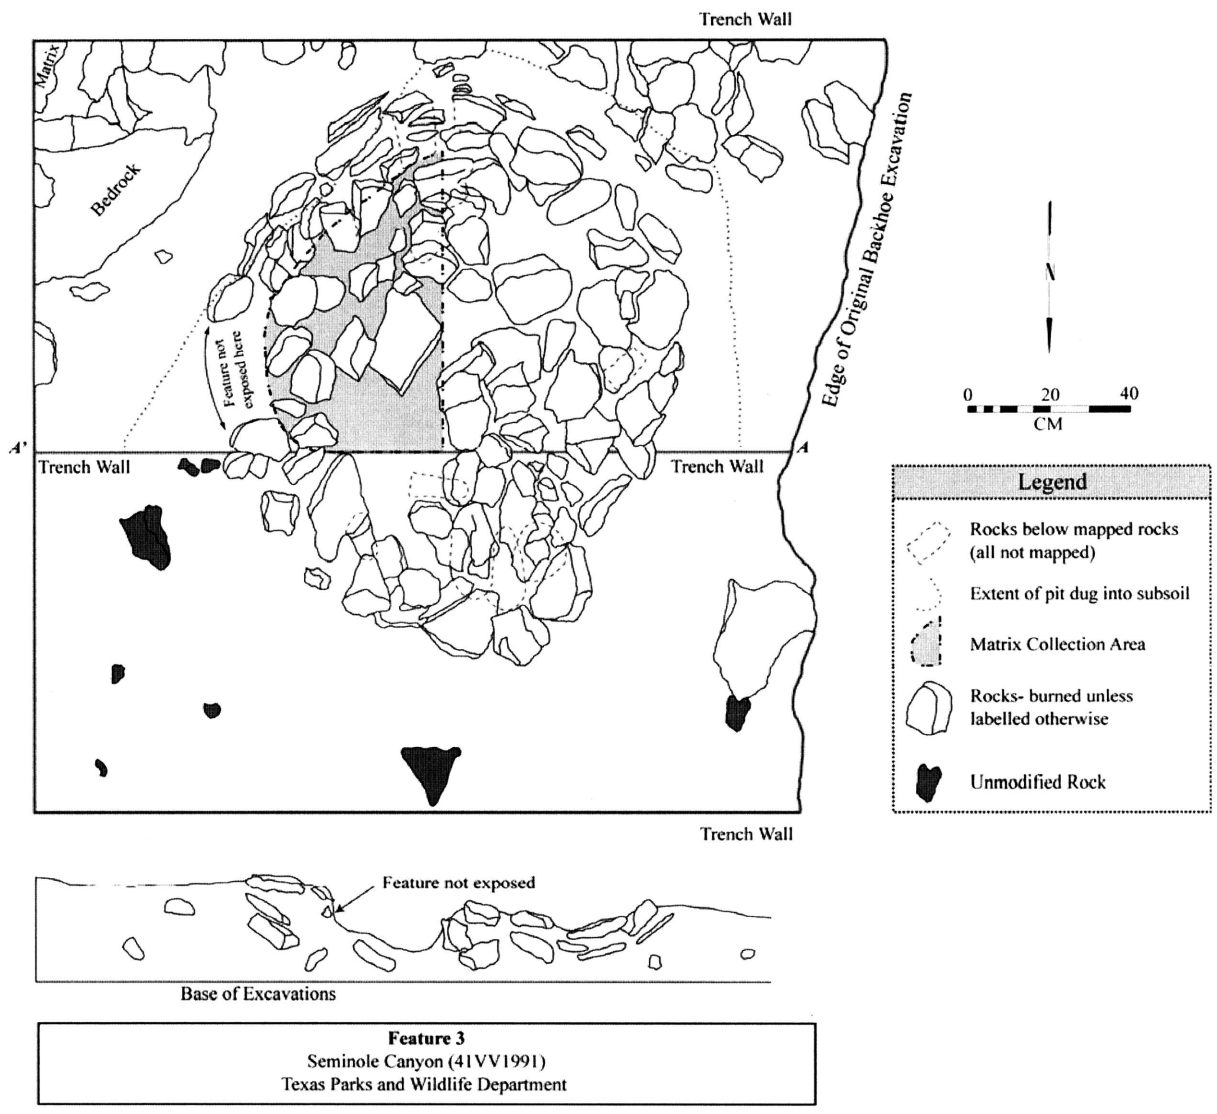 Trench Wall
Matrix
Bedrock
Edge of Original Backhoe Excavation
N
Feature not
exposed here
0 20 40
CM
A'
A
Trench Wall
Trench Wall
Legend
Rocks below mapped rocks
(all not mapped)
Extent of pit dug into subsoil
Matrix Collection Area
Rocks- burned unless
labelled otherwise
Unmodified Rock
Trench Wall
Feature not exposed
Base of Excavations
Feature 3
Seminole Canyon (41VV1991)
Texas Parks and Wildlife Department